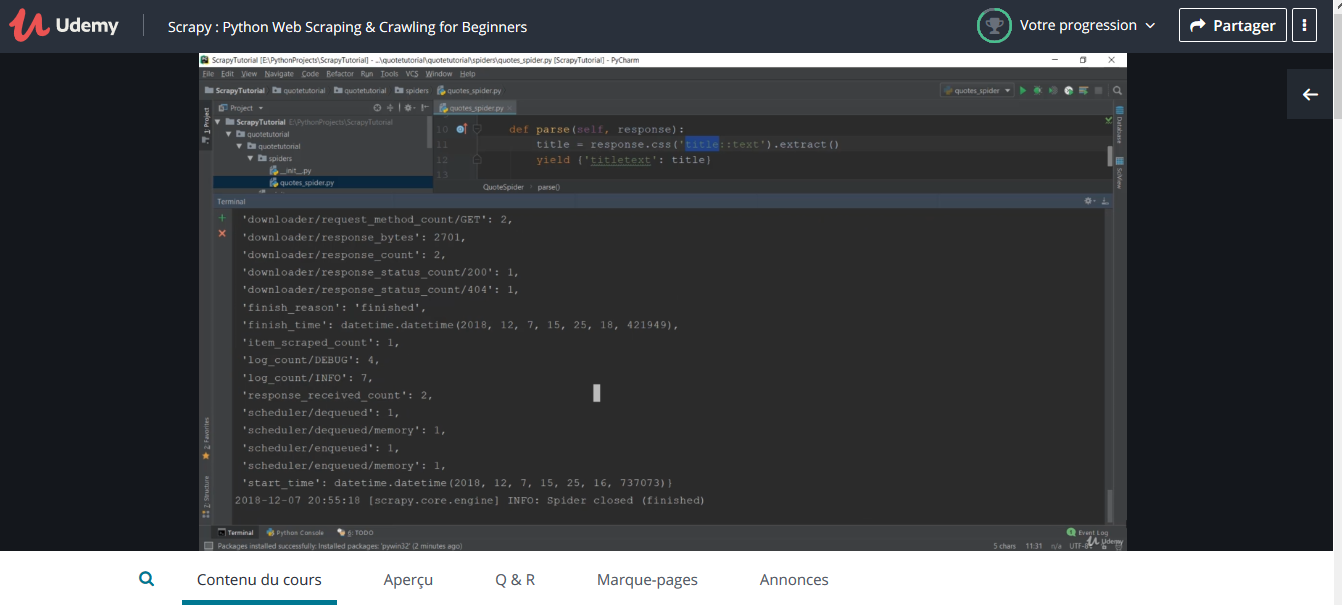 Udemy
Scrapy : Python Web Scraping & Crawling for Beginners
Votre progression
Partager
ScrapyTutorial [E:\PythonProjects\ScrapyTutorial] - ...\quotetutorial\quotetutorial\spiders\quotes_spider.py [ScrapyTutorial] - PyCharm
File Edit View Navigate Code Refactor Run Tools VCS Window Help
ScrapyTutorial quotetutorial quotetutorial spiders quotes_spider.py
quotes_spider
Project
quotes_spider.py
1: Project
Database
SciView
ScrapyTutorial E:\PythonProjects\ScrapyTutorial
quotetutorial
quotetutorial
spiders
__init__.py
quotes_spider.py
10 def parse(self, response):
11 title = response.css('title::text').extract()
12 yield {'titletext': title}
13
QuoteSpider parse()
Terminal
'downloader/request_method_count/GET': 2,
'downloader/response_bytes': 2701,
'downloader/response_count': 2,
'downloader/response_status_count/200': 1,
'downloader/response_status_count/404': 1,
'finish_reason': 'finished',
'finish_time': datetime.datetime(2018, 12, 7, 15, 25, 18, 421949),
'item_scraped_count': 1,
'log_count/DEBUG': 4,
'log_count/INFO': 7,
'response_received_count': 2,
'scheduler/dequeued': 1,
'scheduler/dequeued/memory': 1,
'scheduler/enqueued': 1,
'scheduler/enqueued/memory': 1,
'start_time': datetime.datetime(2018, 12, 7, 15, 25, 16, 737073)}
2018-12-07 20:55:18 [scrapy.core.engine] INFO: Spider closed (finished)
2: Favorites
Z: Structure
Terminal Python Console 6: TODO
Event Log
Packages installed successfully: Installed packages: 'pywin32' (2 minutes ago)
5 chars 11:31 n/a UTF-8
Udemy
Contenu du cours Aperçu Q & R Marque-pages Annonces